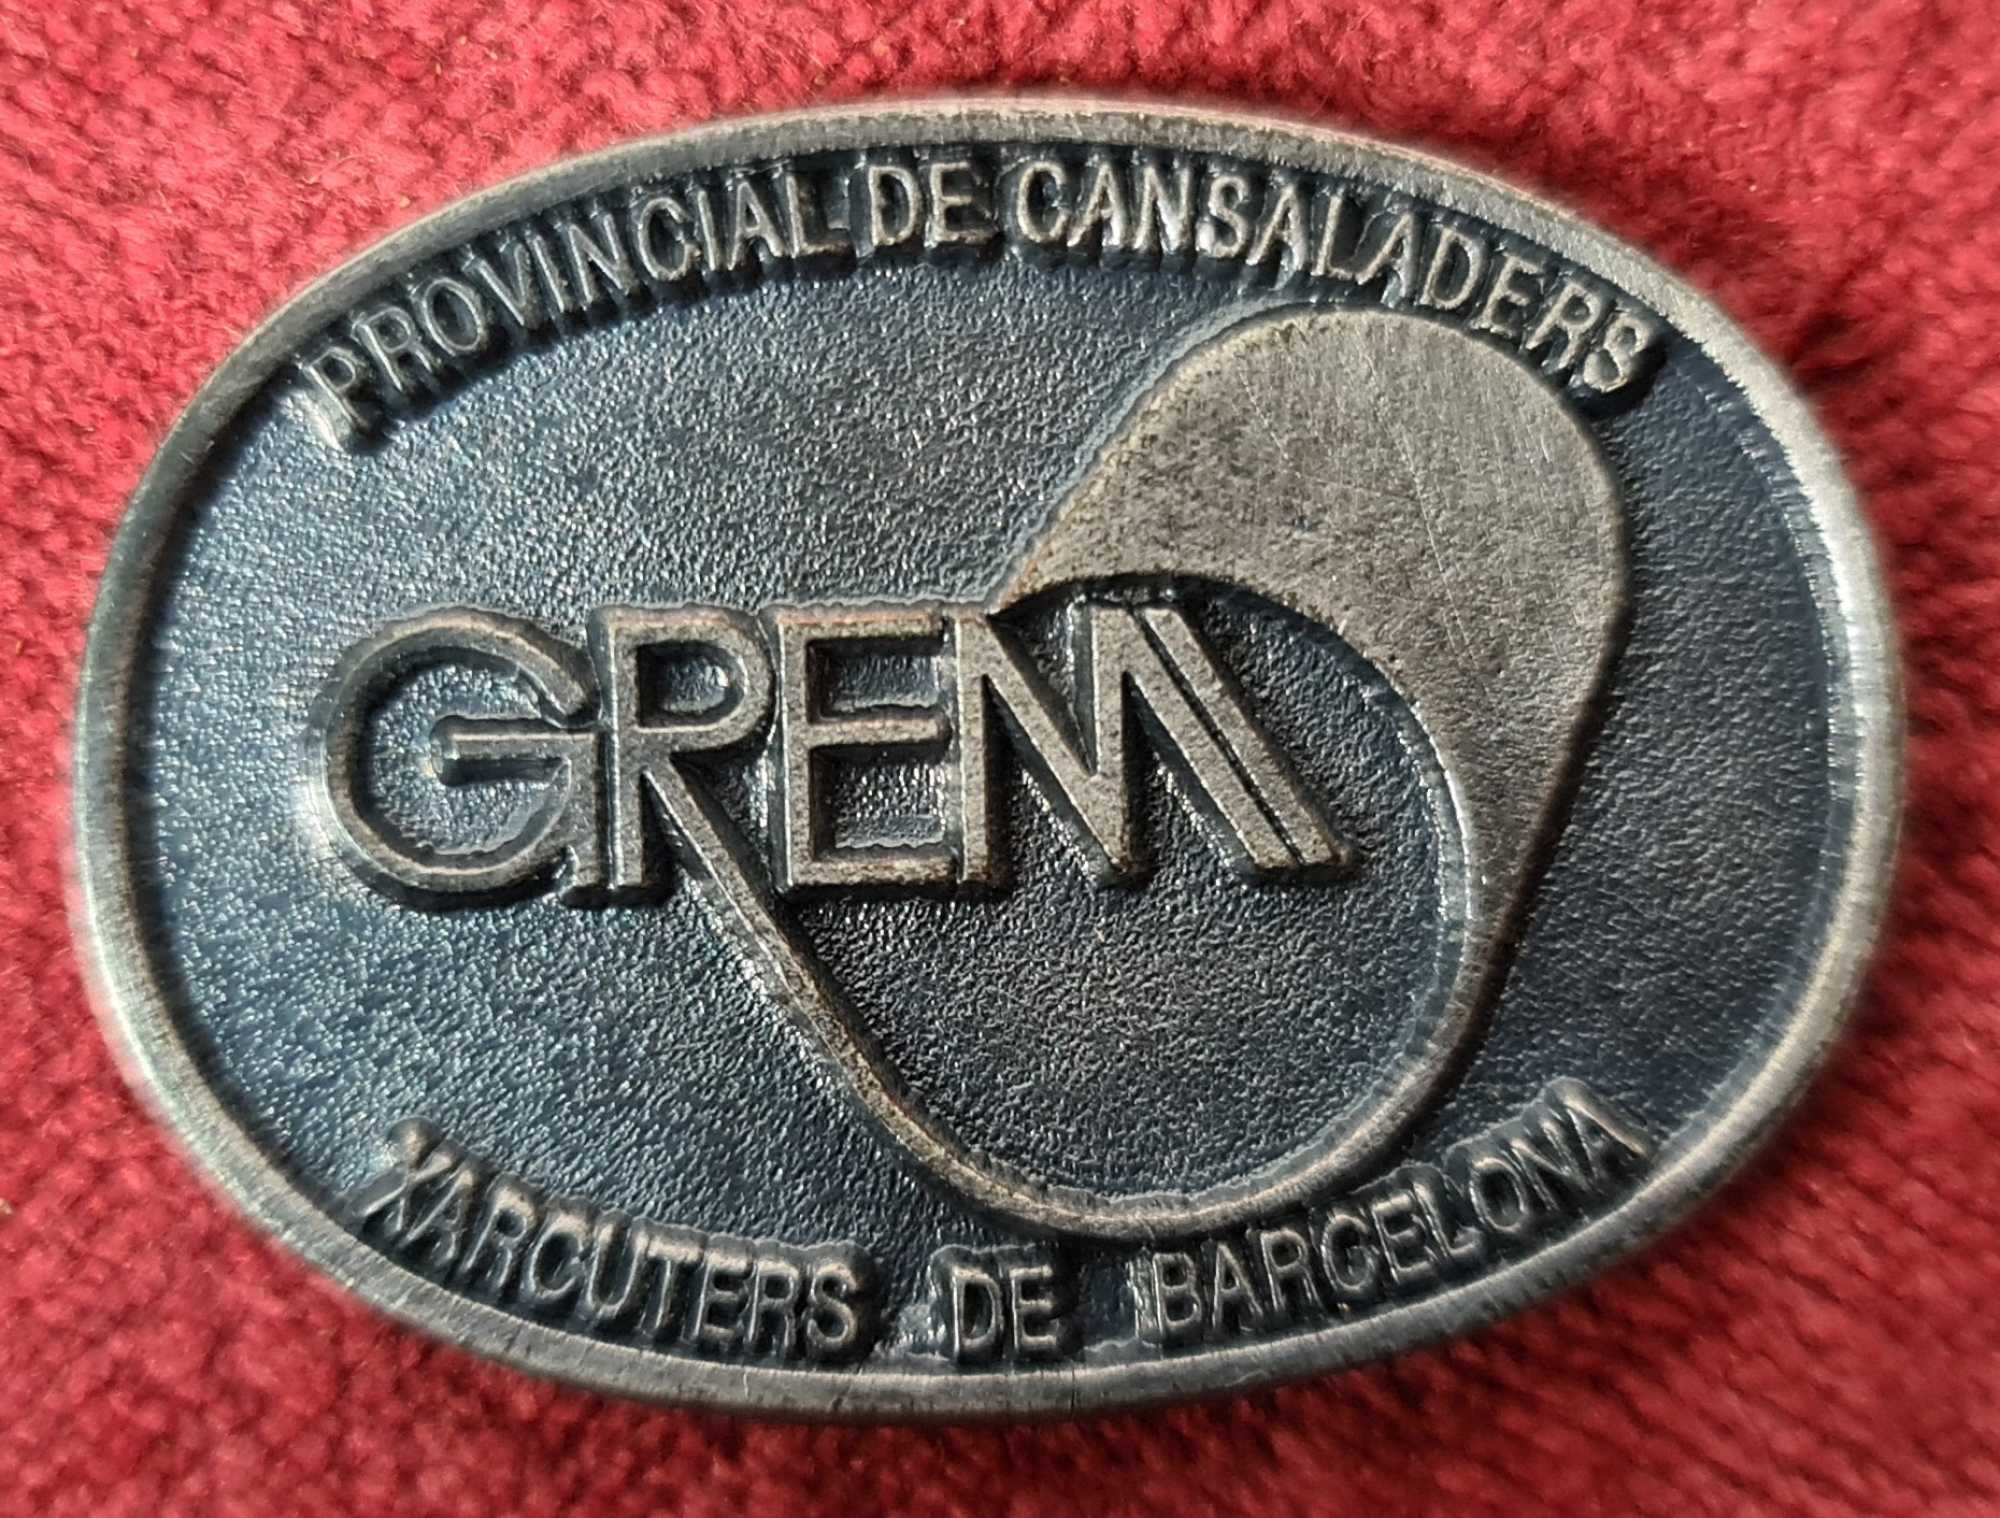 PROVINCIAL DE CANSALADERS
GREMI
XARCUTERS DE BARCELONA